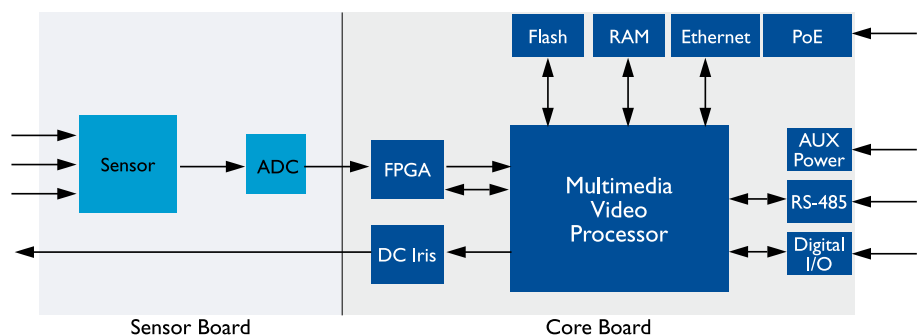 Flash
RAM
Ethernet
PoE
Sensor
ADC
FPGA
Multimedia
Video
Processor
AUX
Power
RS-485
DC Iris
Digital
I/O
Sensor Board
Core Board